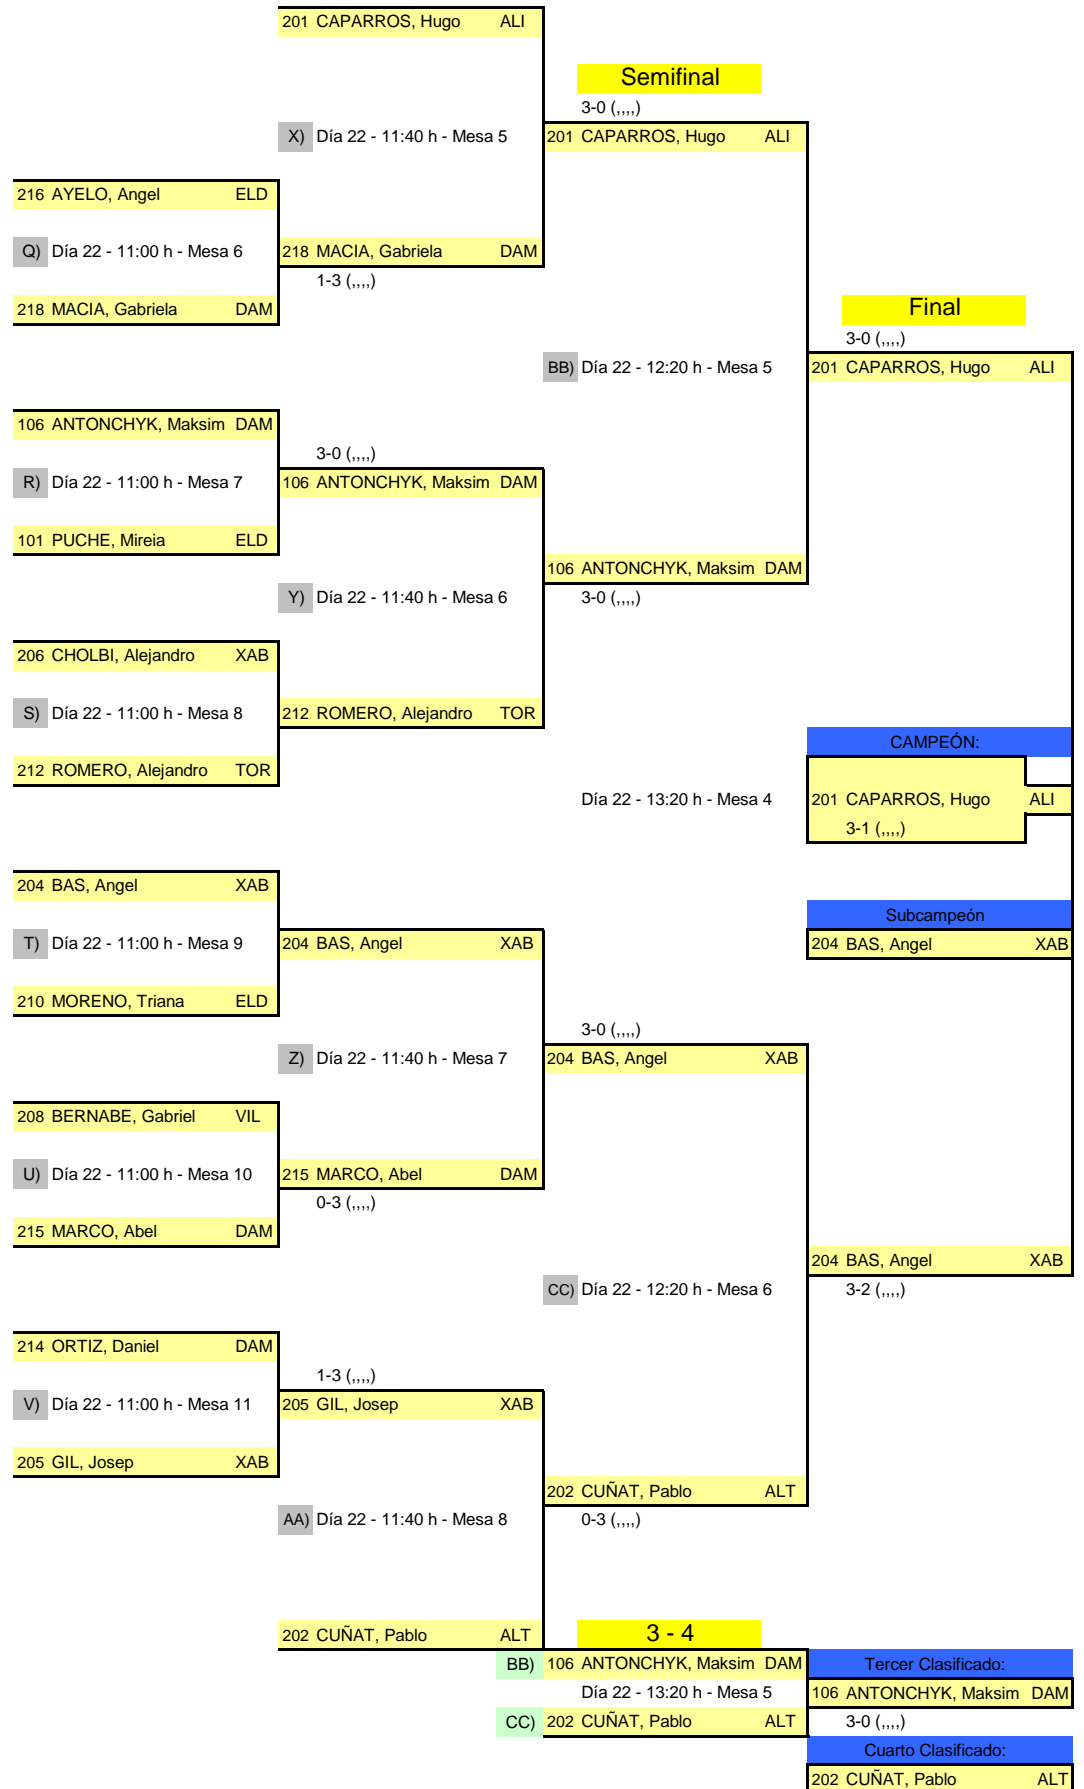 201 CAPARROS, Hugo ALI
Semifinal
3-0 (,,,,)
X) Día 22 - 11:40 h - Mesa 5
201 CAPARROS, Hugo ALI
216 AYELO, Angel ELD
Q) Día 22 - 11:00 h - Mesa 6
218 MACIA, Gabriela DAM
1-3 (,,,,)
218 MACIA, Gabriela DAM
Final
3-0 (,,,,)
BB) Día 22 - 12:20 h - Mesa 5
201 CAPARROS, Hugo ALI
106 ANTONCHYK, Maksim DAM
3-0 (,,,,)
R) Día 22 - 11:00 h - Mesa 7
106 ANTONCHYK, Maksim DAM
101 PUCHE, Mireia ELD
106 ANTONCHYK, Maksim DAM
Y) Día 22 - 11:40 h - Mesa 6
3-0 (,,,,)
206 CHOLBI, Alejandro XAB
S) Día 22 - 11:00 h - Mesa 8
212 ROMERO, Alejandro TOR
CAMPEÓN:
212 ROMERO, Alejandro TOR
Día 22 - 13:20 h - Mesa 4
201 CAPARROS, Hugo ALI
3-1 (,,,,)
204 BAS, Angel XAB
Subcampeón
T) Día 22 - 11:00 h - Mesa 9
204 BAS, Angel XAB
204 BAS, Angel XAB
210 MORENO, Triana ELD
3-0 (,,,,)
Z) Día 22 - 11:40 h - Mesa 7
204 BAS, Angel XAB
208 BERNABE, Gabriel VIL
U) Día 22 - 11:00 h - Mesa 10
215 MARCO, Abel DAM
0-3 (,,,,)
215 MARCO, Abel DAM
204 BAS, Angel XAB
CC) Día 22 - 12:20 h - Mesa 6
3-2 (,,,,)
214 ORTIZ, Daniel DAM
1-3 (,,,,)
V) Día 22 - 11:00 h - Mesa 11
205 GIL, Josep XAB
205 GIL, Josep XAB
202 CUÑAT, Pablo ALT
AA) Día 22 - 11:40 h - Mesa 8
0-3 (,,,,)
202 CUÑAT, Pablo ALT
3 - 4
BB) 106 ANTONCHYK, Maksim DAM
Tercer Clasificado:
Día 22 - 13:20 h - Mesa 5
106 ANTONCHYK, Maksim DAM
CC) 202 CUÑAT, Pablo ALT
3-0 (,,,,)
Cuarto Clasificado:
202 CUÑAT, Pablo ALT